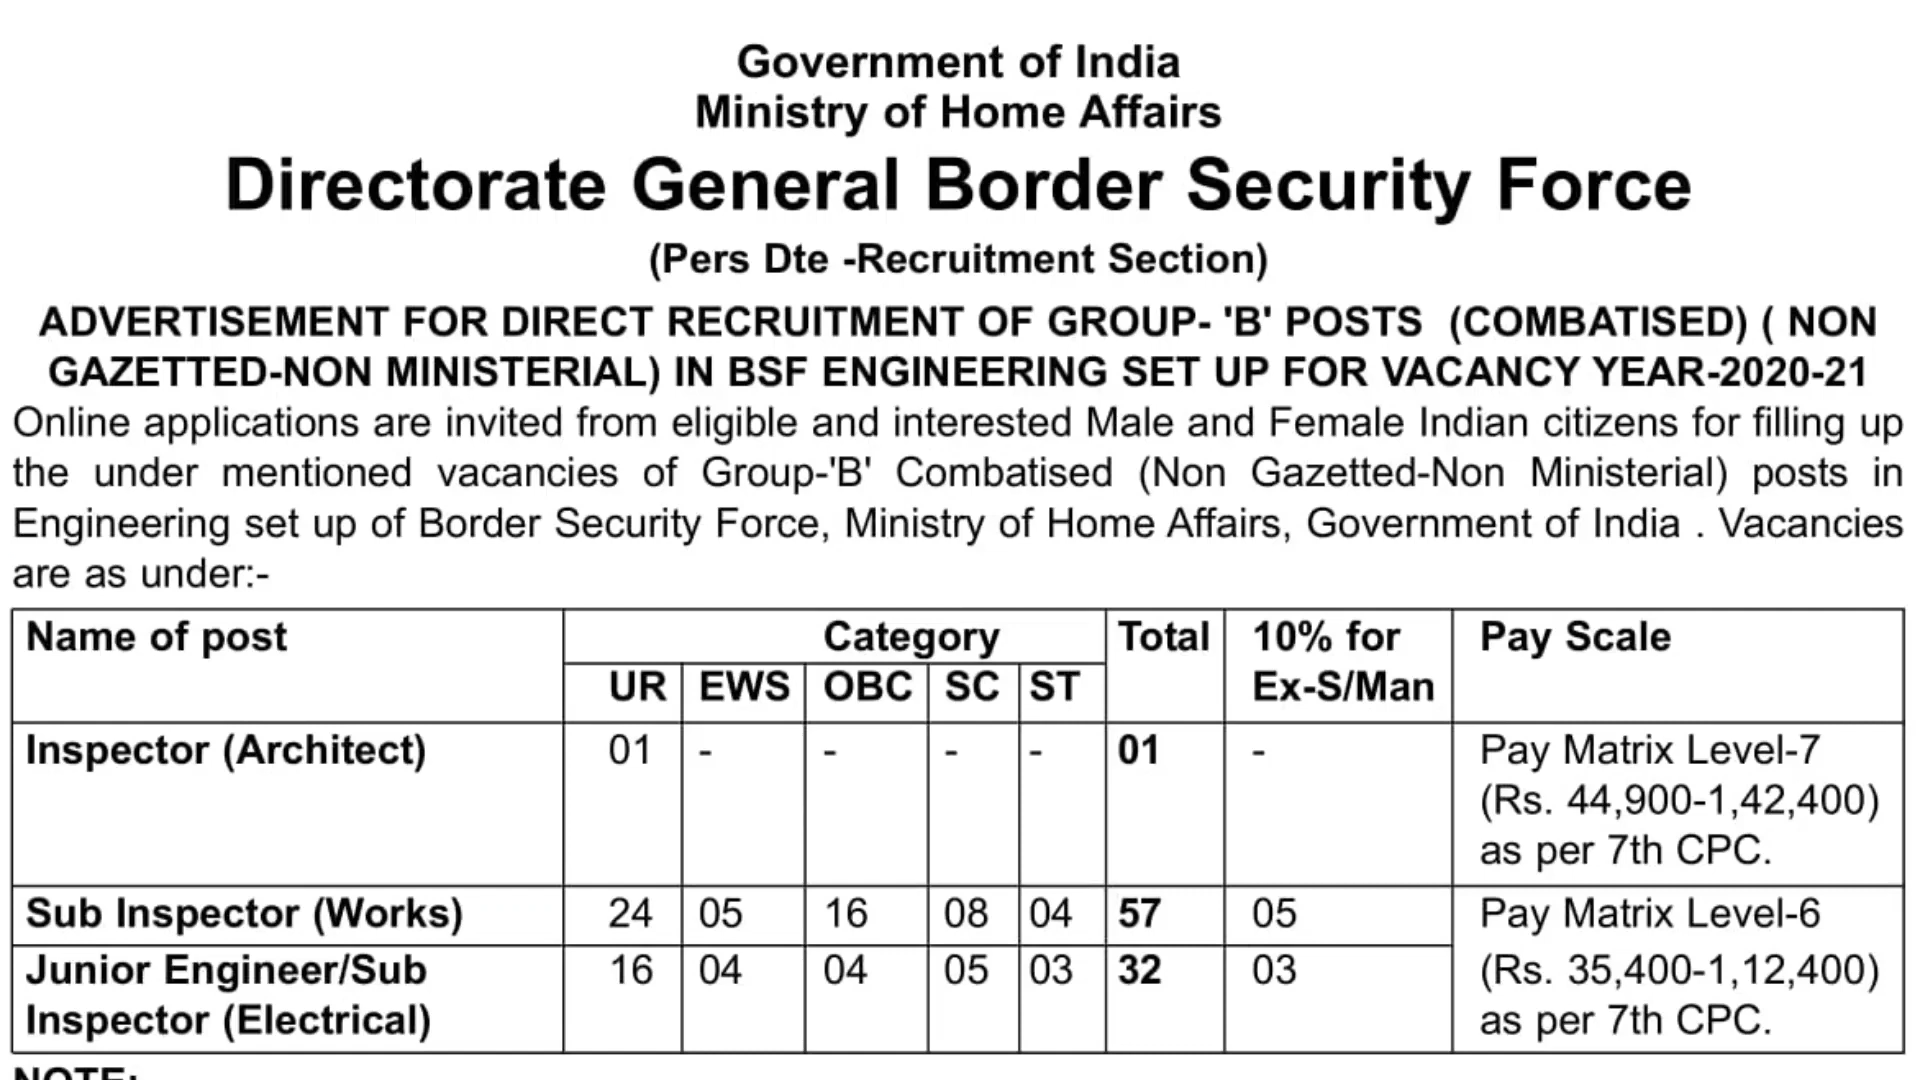 Government of India
Ministry of Home Affairs
Directorate General Border Security Force
(Pers Dte -Recruitment Section)
ADVERTISEMENT FOR DIRECT RECRUITMENT OF GROUP- 'B' POSTS (COMBATISED) ( NON
GAZETTED-NON MINISTERIAL) IN BSF ENGINEERING SET UP FOR VACANCY YEAR-2020-21
Online applications are invited from eligible and interested Male and Female Indian citizens for filling up
the under mentioned vacancies of Group-'B' Combatised (Non Gazetted-Non Ministerial) posts in
Engineering set up of Border Security Force, Ministry of Home Affairs, Government of India . Vacancies
are as under:-
Name of post Category Total 10% for Pay Scale
UR EWS OBC SC ST Ex-S/Man
Inspector (Architect) 01 - - - - 01 - Pay Matrix Level-7
(Rs. 44,900-1,42,400)
as per 7th CPC.
Sub Inspector (Works) 24 05 16 08 04 57 05 Pay Matrix Level-6
Junior Engineer/Sub 16 04 04 05 03 32 03 (Rs. 35,400-1,12,400)
Inspector (Electrical) as per 7th CPC.
NOTE: